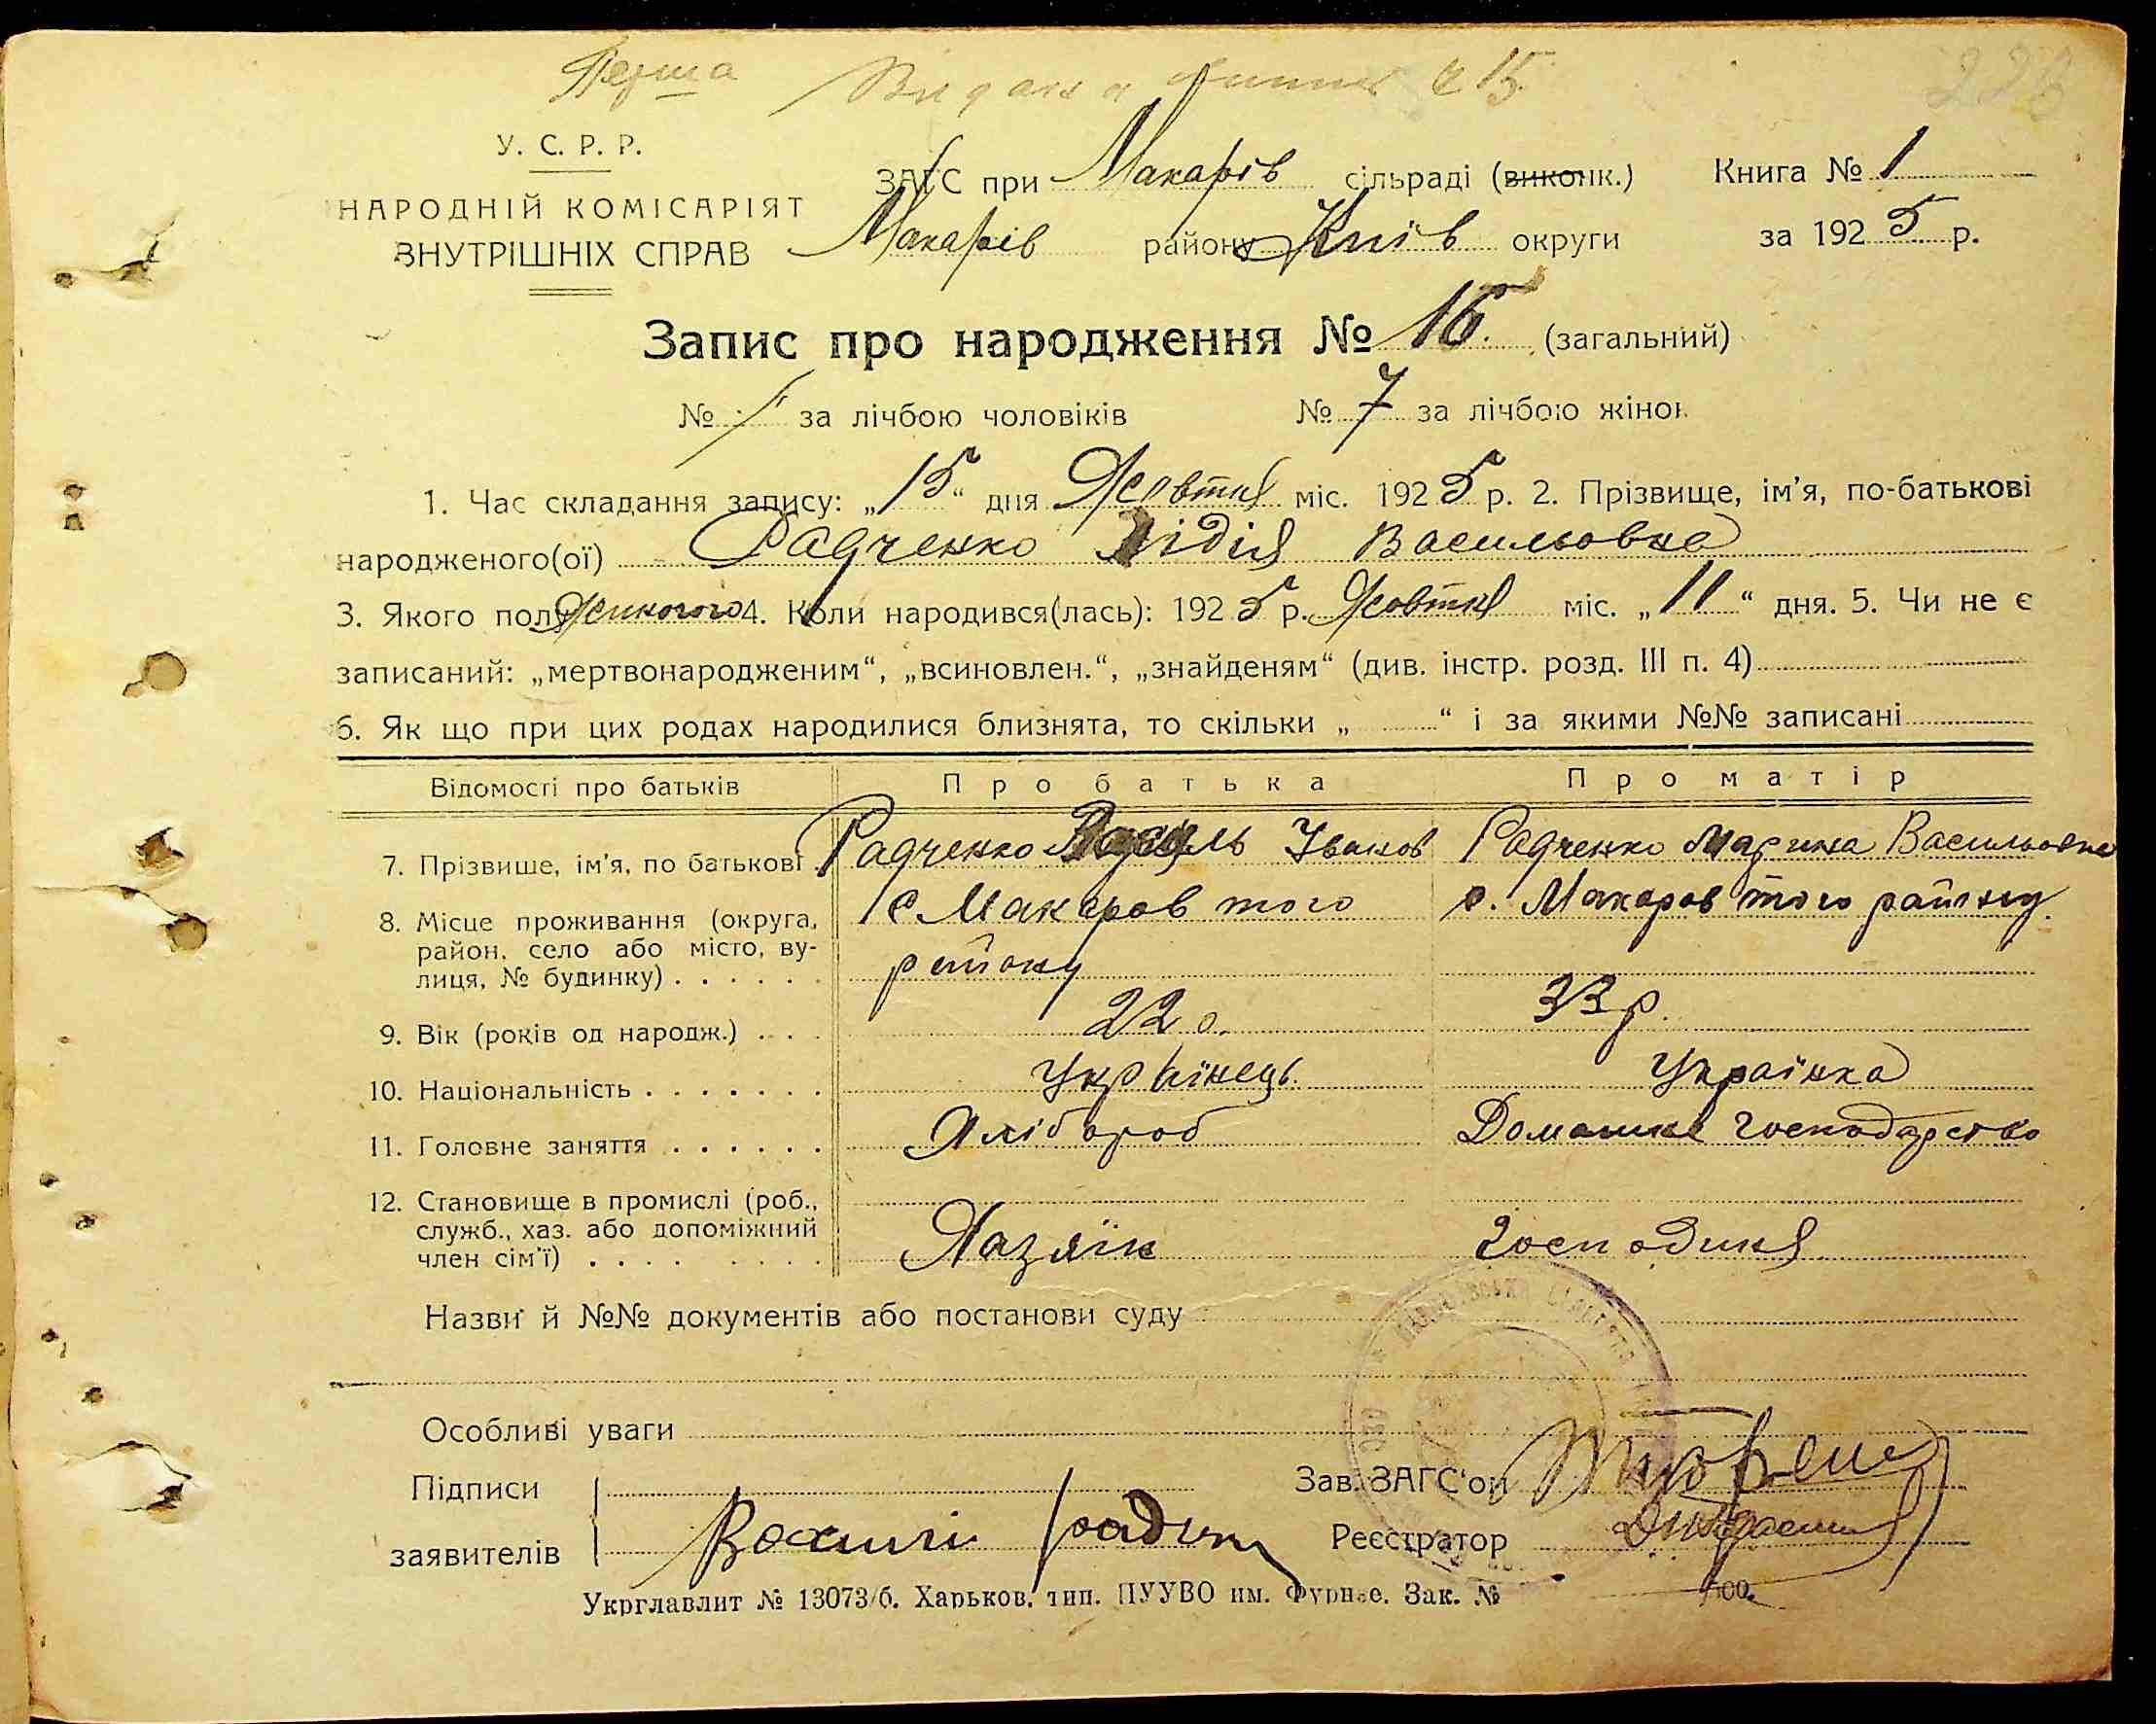 Перша
226
У. С. Р. Р.
НАРОДНІЙ КОМІСАРІЯТ
ВНУТРІШНІХ СПРАВ
ЗАГС при Макарів сільраді (виконк.) Книга № 1
Макарів району Київ округи за 1925 р.
Запис про народження № 16. (загальний)
№ за лічбою чоловіків № 7 за лічбою жінок
1. Час складання запису: „15“ дня Жовтня міс. 1925 р. 2. Прізвище, ім'я, по-батькові
народженого(ої) Радченко Лідія Васильовна
3. Якого полу Жиночого 4. Коли народився(лась): 1925 р. Жовтня міс. „11“ дня. 5. Чи не є
записаний: „мертвонародженим“, „всиновлен.“, „знайденям“ (див. інстр. розд. III п. 4)
6. Як що при цих родах народилися близнята, то скільки „ “ і за якими №№ записані
Відомості про батьків Про батька Про матір
7. Прізвише, ім'я, по батькові Радченко Василь Іванов Радченко Марина Васильовна
8. Місце проживання (округа, район, село або місто, вулиця, № будинку) с Макаров того району с. Макаров того району
9. Вік (років од народж.) 22 р. 33 р.
10. Національність Українець Українка
11. Головне заняття Хлібороб Домашнє господарство
12. Становище в промислі (роб., служб., хаз. або допоміжний член сім'ї) Хазяїн Господиня
Назви й №№ документів або постанови суду
Особливі уваги
Підписи Зав. ЗАГС'ом
заявителів Василь Радч Реєстратор
Укрглавлит № 13073/б. Харьков, тип. ПУУВО им. Фурнье. Зак. №